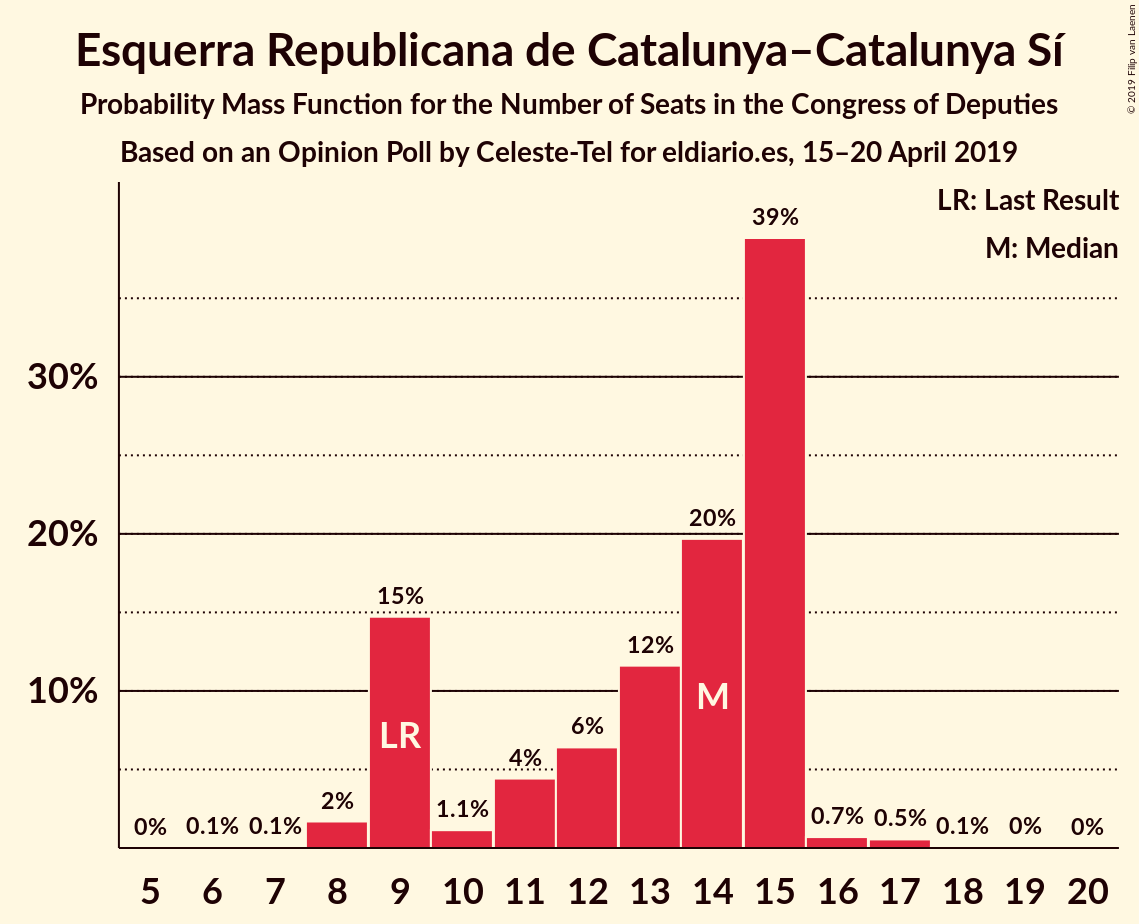 Esquerra Republicana de Catalunya–Catalunya Sí
Probability Mass Function for the Number of Seats in the Congress of Deputies
Based on an Opinion Poll by Celeste-Tel for eldiario.es, 15–20 April 2019
© 2019 Filip van Laenen
LR: Last Result
M: Median
39%
30%
20%
20%
15%
12%
10%
M
LR
6%
4%
2%
1.1%
0% 0.1% 0.1% 0.7% 0.5% 0.1% 0% 0%
5 6 7 8 9 10 11 12 13 14 15 16 17 18 19 20